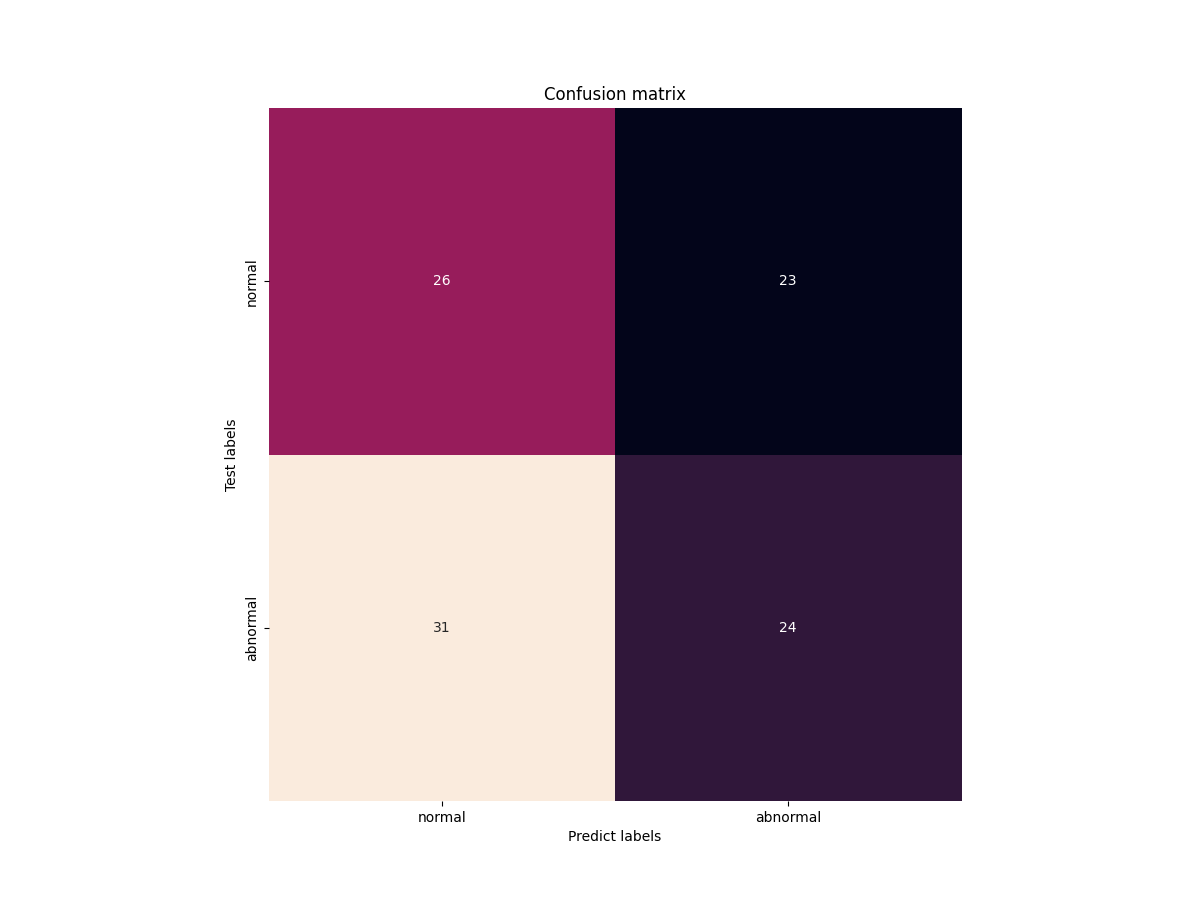 Confusion matrix
normal
26
23
Test labels
abnormal
31
24
normal
abnormal
Predict labels